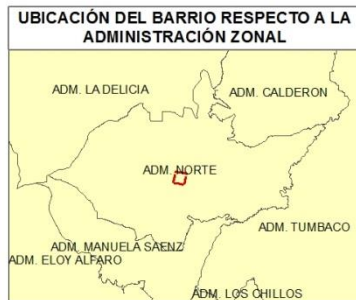 UBICACIÓN DEL BARRIO RESPECTO A LA
ADMINISTRACIÓN ZONAL
ADM. LA DELICIA
ADM. CALDERON
ADM. NORTE
ADM. TUMBACO
ADM. MANUELA SAENZ
ADM. ELOY ALFARO
ADM. LOS CHILLOS